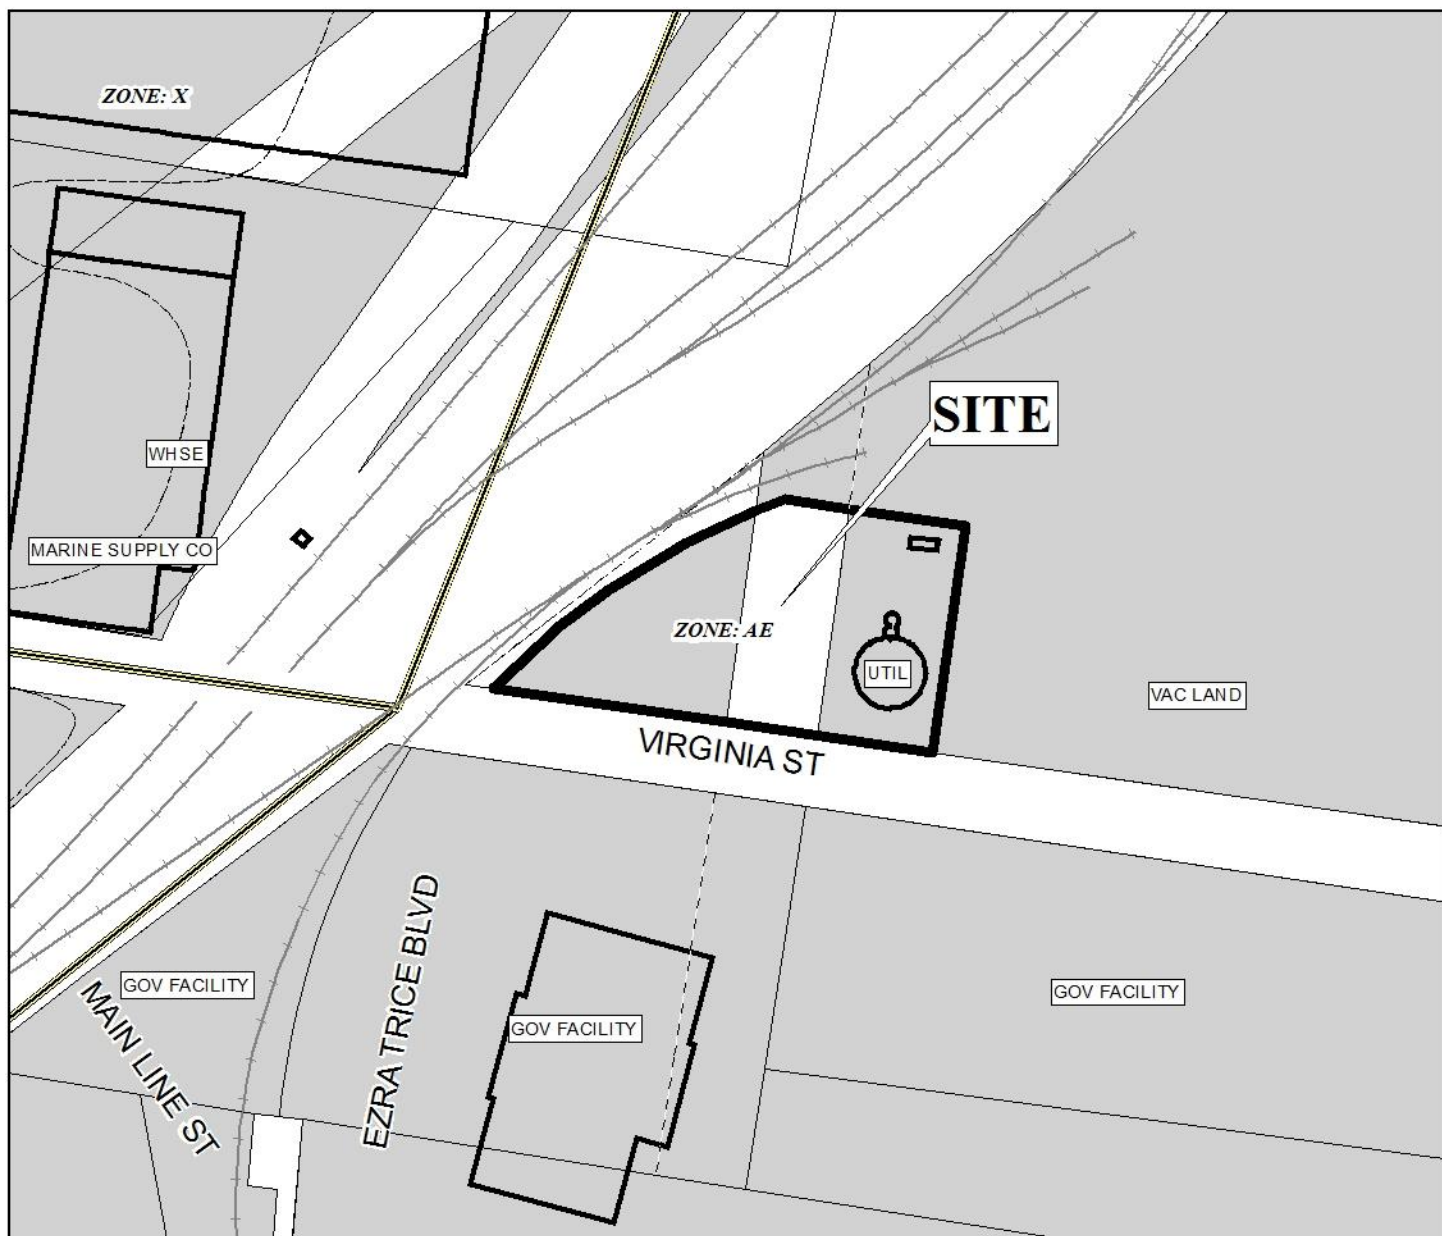 ZONE: X
SITE
WHSE
MARINE SUPPLY CO
ZONE: AE
UTIL
VAC LAND
VIRGINIA ST
EZRA TRICE BLVD
GOV FACILITY
MAIN LINE ST
GOV FACILITY
GOV FACILITY